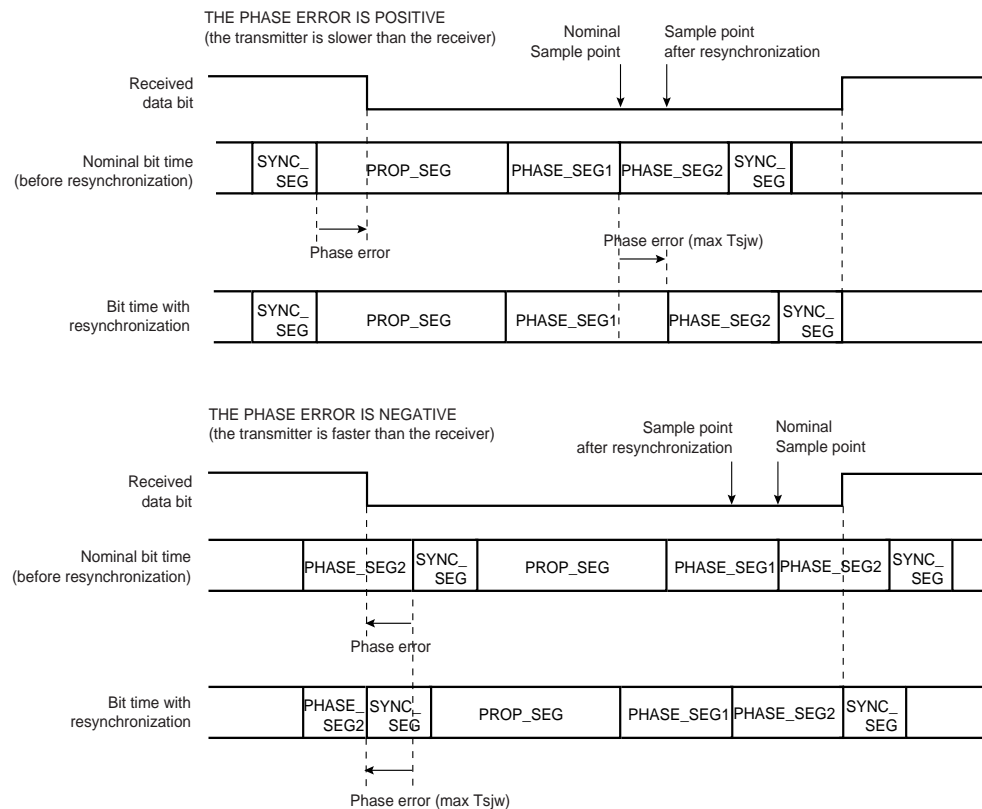 THE PHASE ERROR IS POSITIVE
(the transmitter is slower than the receiver)
Nominal
Sample point
Sample point
after resynchronization
Received
data bit
Nominal bit time
(before resynchronization)
SYNC_
SEG
PROP_SEG
PHASE_SEG1
PHASE_SEG2
SYNC_
SEG
Phase error
Phase error (max Tsjw)
Bit time with
resynchronization
SYNC_
SEG
PROP_SEG
PHASE_SEG1
PHASE_SEG2
SYNC_
SEG
THE PHASE ERROR IS NEGATIVE
(the transmitter is faster than the receiver)
Sample point
after resynchronization
Nominal
Sample point
Received
data bit
Nominal bit time
(before resynchronization)
PHASE_SEG2
SYNC_
SEG
PROP_SEG
PHASE_SEG1
PHASE_SEG2
SYNC_
SEG
Phase error
Bit time with
resynchronization
PHASE_
SEG2
SYNC_
SEG
PROP_SEG
PHASE_SEG1
PHASE_SEG2
SYNC_
SEG
Phase error (max Tsjw)